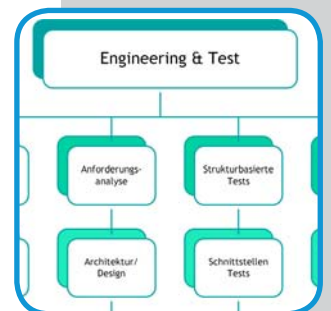 Engineering & Test
Anforderungs-
analyse
Strukturbasierte
Tests
Architektur/
Design
Schnittstellen
Tests